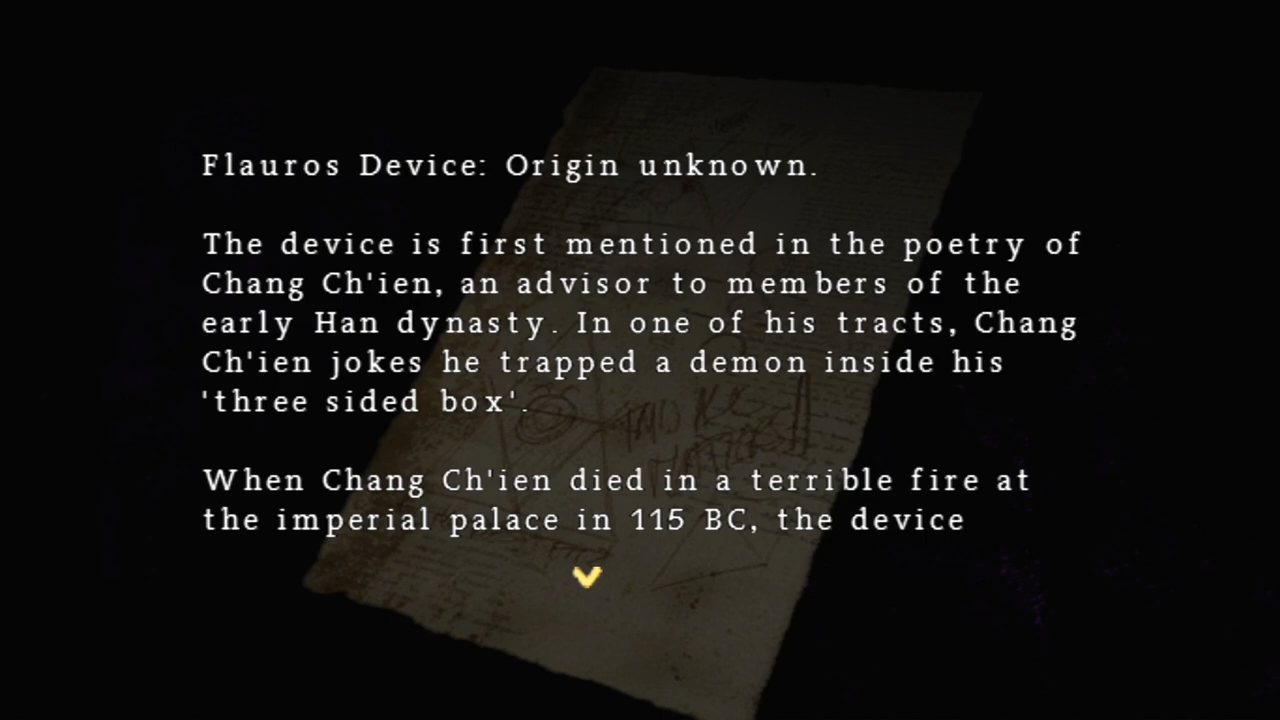 Flauros Device: Origin unknown.
The device is first mentioned in the poetry of
Chang Ch'ien, an advisor to members of the
early Han dynasty. In one of his tracts, Chang
Ch'ien jokes he trapped a demon inside his
'three sided box'.
When Chang Ch'ien died in a terrible fire at
the imperial palace in 115 BC, the device